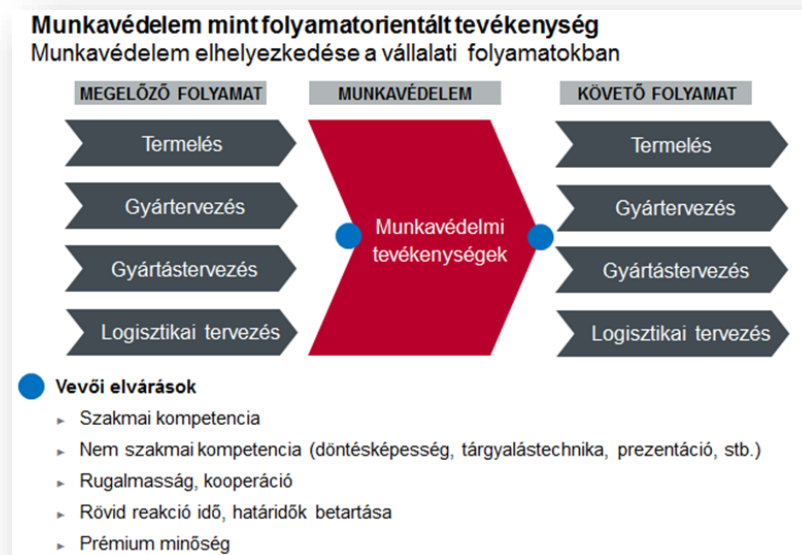 Munkavédelem mint folyamatorientált tevékenység
Munkavédelem elhelyezkedése a vállalati folyamatokban
MEGELŐZŐ FOLYAMAT
MUNKAVÉDELEM
KÖVETŐ FOLYAMAT
Termelés
Gyártervezés
Gyártástervezés
Logisztikai tervezés
Munkavédelmi
tevékenységek
Termelés
Gyártervezés
Gyártástervezés
Logisztikai tervezés
Vevői elvárások
► Szakmai kompetencia
► Nem szakmai kompetencia (döntésképesség, tárgyalástechnika, prezentáció, stb.)
► Rugalmasság, kooperáció
► Rövid reakció idő, határidők betartása
► Prémium minőség